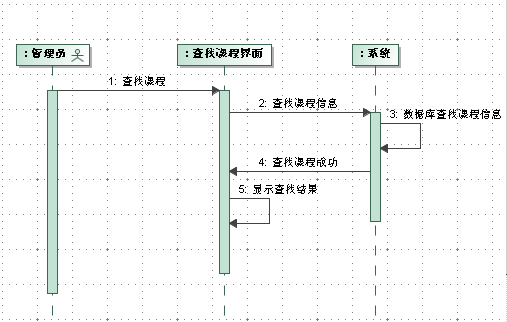 : 管理员
: 查找课程界面
: 系统
1: 查找课程
2: 查找课程信息
3: 数据库查找课程信息
4: 查找课程成功
5: 显示查找结果